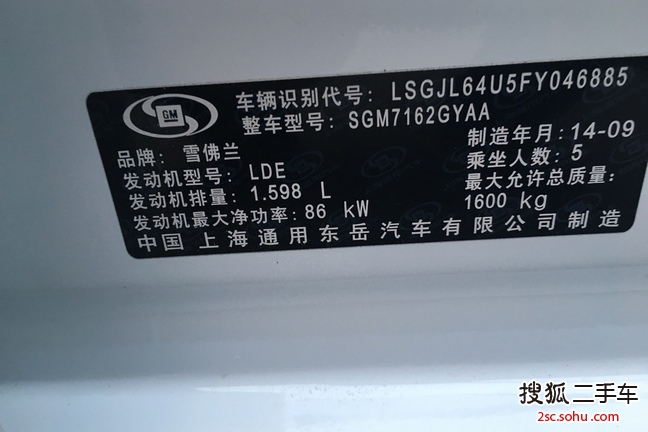 GM
车辆识别代号: LSGJL64U5FY046885
整车型号: SGM7162GYAA
制造年月: 14-09
品牌: 雪佛兰
乘坐人数: 5
发动机型号: LDE
最大允许总质量:
发动机排量: 1.598 L
1600 kg
发动机最大净功率: 86 kW
中国 上海通用东岳汽车有限公司制造
搜狐二手车
2sc.sohu.com